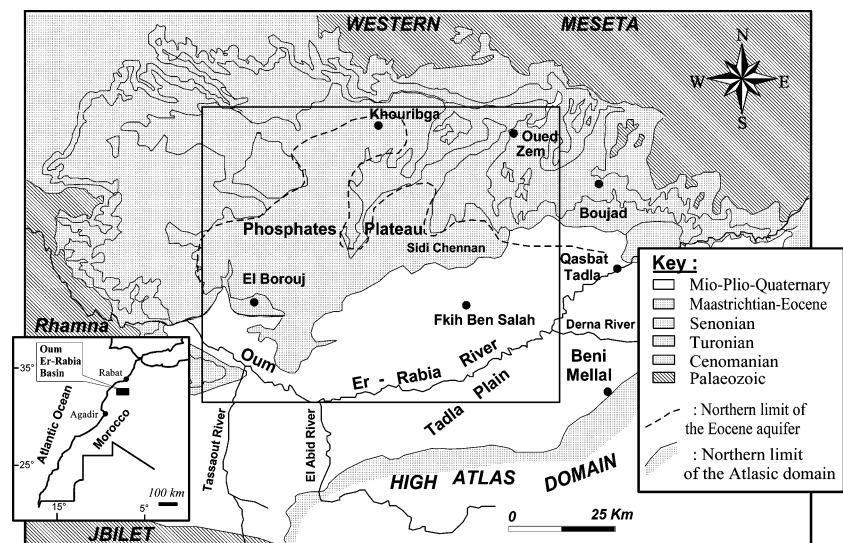 WESTERN MESETA
N
W E
S
Khouribga
Oued
Zem
Boujad
Phosphates Plateau
Sidi Chennan
Qasbat
Tadla
El Borouj
Fkih Ben Salah
Derna River
Rhamna
Oum Er - Rabia River
Beni
Mellal
Tadla Plain
Tassaout River
El Abid River
HIGH ATLAS DOMAIN
JBILET
0 25 Km
Key :
Mio-Plio-Quaternary
Maastrichtian-Eocene
Senonian
Turonian
Cenomanian
Palaeozoic
: Northern limit of
the Eocene aquifer
: Northern limit
of the Atlasic domain
Oum
Er-Rabia
Basin
Rabat
35°
Atlantic Ocean
Agadir
Morocco
25°
100 km
15° 5°